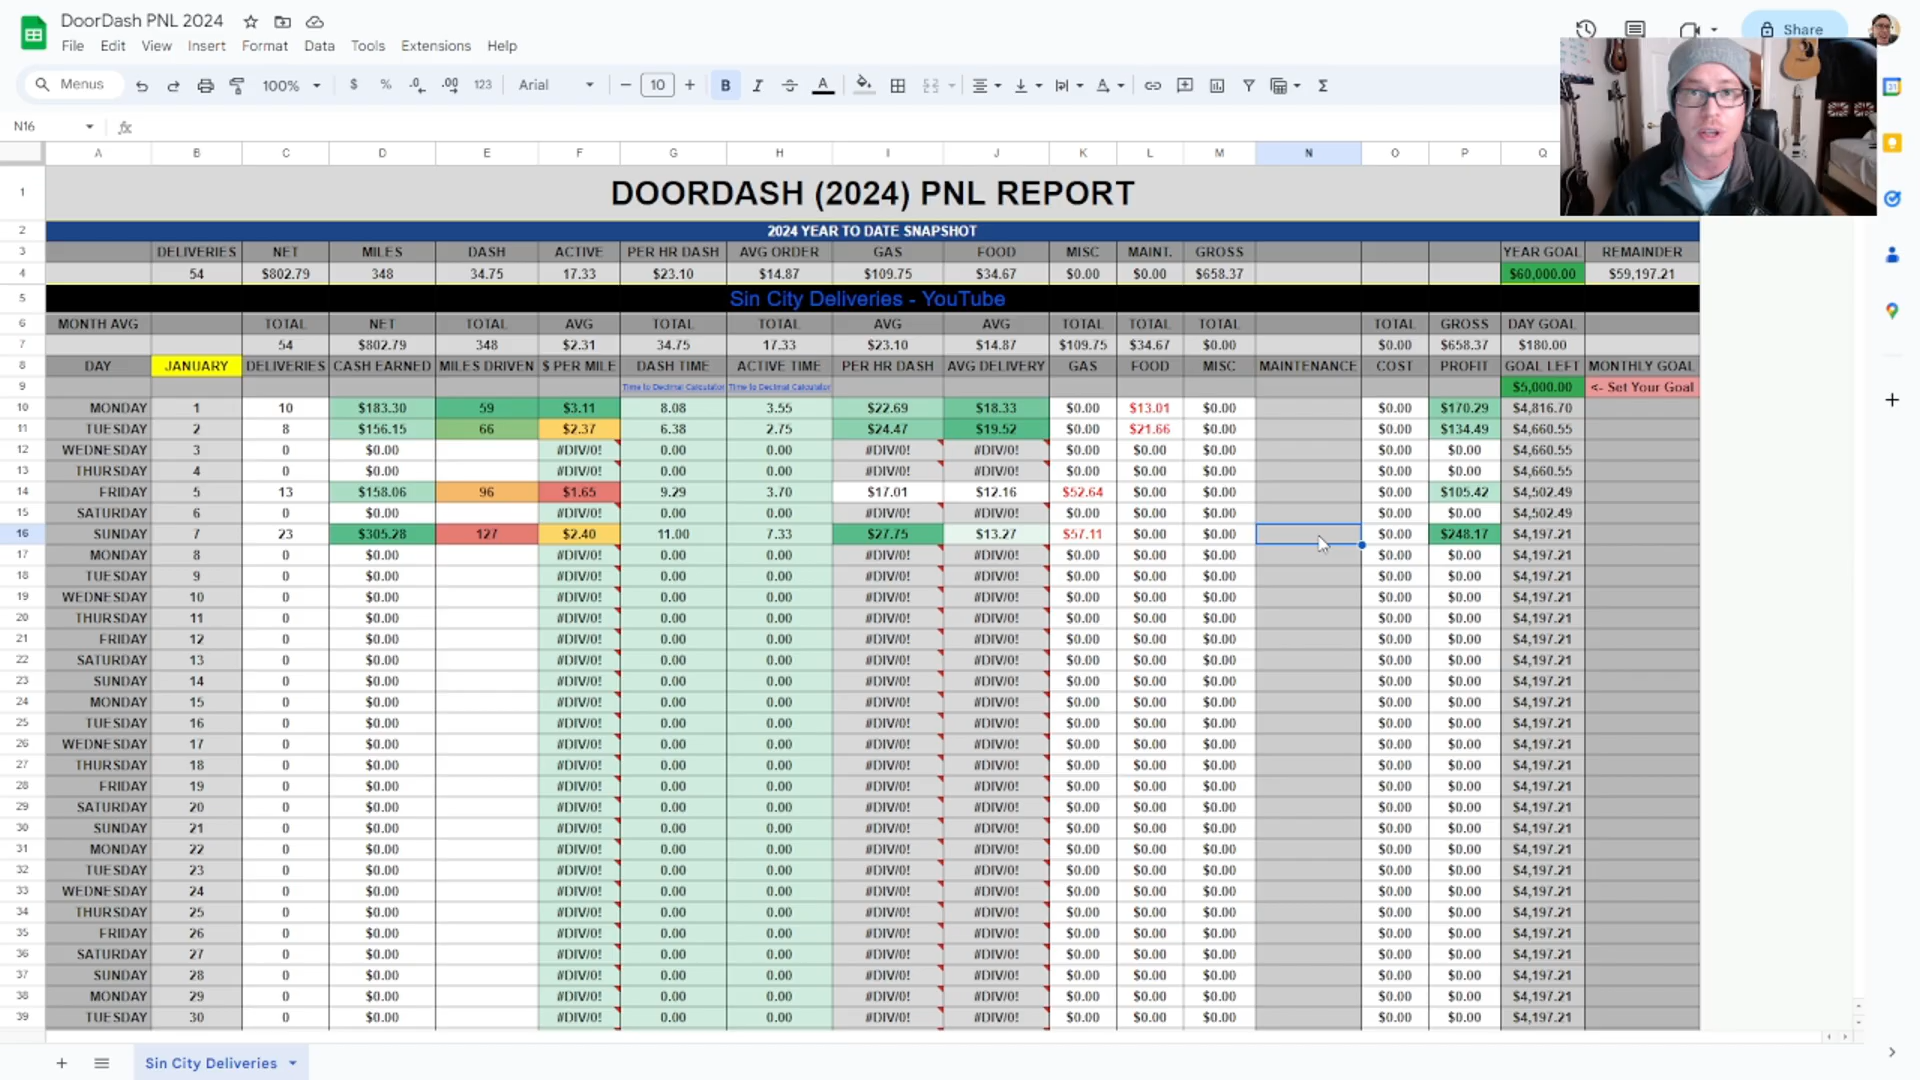 DoorDash PNL 2024
File Edit View Insert Format Data Tools Extensions Help
Share
Menus 100% $ % .0 .00 123 Arial 10 B I A Σ
N16 fx
A B C D E F G H I J K L M N O P Q
1 DOORDASH (2024) PNL REPORT
2 2024 YEAR TO DATE SNAPSHOT
3 DELIVERIES NET MILES DASH ACTIVE PER HR DASH AVG ORDER GAS FOOD MISC MAINT. GROSS YEAR GOAL REMAINDER
4 54 $802.79 348 34.75 17.33 $23.10 $14.87 $109.75 $34.67 $0.00 $0.00 $658.37 $60,000.00 $59,197.21
5 Sin City Deliveries - YouTube
6 MONTH AVG TOTAL NET TOTAL AVG TOTAL TOTAL AVG AVG TOTAL TOTAL TOTAL TOTAL GROSS DAY GOAL
7 54 $802.79 348 $2.31 34.75 17.33 $23.10 $14.87 $109.75 $34.67 $0.00 $0.00 $658.37 $180.00
8 DAY JANUARY DELIVERIES CASH EARNED MILES DRIVEN $ PER MILE DASH TIME ACTIVE TIME PER HR DASH AVG DELIVERY GAS FOOD MISC MAINTENANCE COST PROFIT GOAL LEFT MONTHLY GOAL
9 Time to Decimal Calculator Time to Decimal Calculator $5,000.00 <- Set Your Goal
10 MONDAY 1 10 $183.30 59 $3.11 8.08 3.55 $22.69 $18.33 $0.00 $13.01 $0.00 $0.00 $170.29 $4,816.70
11 TUESDAY 2 8 $156.15 66 $2.37 6.38 2.75 $24.47 $19.52 $0.00 $21.66 $0.00 $0.00 $134.49 $4,660.55
12 WEDNESDAY 3 0 $0.00 #DIV/0! 0.00 0.00 #DIV/0! #DIV/0! $0.00 $0.00 $0.00 $0.00 $0.00 $4,660.55
13 THURSDAY 4 0 $0.00 #DIV/0! 0.00 0.00 #DIV/0! #DIV/0! $0.00 $0.00 $0.00 $0.00 $0.00 $4,660.55
14 FRIDAY 5 13 $158.06 96 $1.65 9.29 3.70 $17.01 $12.16 $52.64 $0.00 $0.00 $0.00 $105.42 $4,502.49
15 SATURDAY 6 0 $0.00 #DIV/0! 0.00 0.00 #DIV/0! #DIV/0! $0.00 $0.00 $0.00 $0.00 $0.00 $4,502.49
16 SUNDAY 7 23 $305.28 127 $2.40 11.00 7.33 $27.75 $13.27 $57.11 $0.00 $0.00 $0.00 $248.17 $4,197.21
17 MONDAY 8 0 $0.00 #DIV/0! 0.00 0.00 #DIV/0! #DIV/0! $0.00 $0.00 $0.00 $0.00 $0.00 $4,197.21
18 TUESDAY 9 0 $0.00 #DIV/0! 0.00 0.00 #DIV/0! #DIV/0! $0.00 $0.00 $0.00 $0.00 $0.00 $4,197.21
19 WEDNESDAY 10 0 $0.00 #DIV/0! 0.00 0.00 #DIV/0! #DIV/0! $0.00 $0.00 $0.00 $0.00 $0.00 $4,197.21
20 THURSDAY 11 0 $0.00 #DIV/0! 0.00 0.00 #DIV/0! #DIV/0! $0.00 $0.00 $0.00 $0.00 $0.00 $4,197.21
21 FRIDAY 12 0 $0.00 #DIV/0! 0.00 0.00 #DIV/0! #DIV/0! $0.00 $0.00 $0.00 $0.00 $0.00 $4,197.21
22 SATURDAY 13 0 $0.00 #DIV/0! 0.00 0.00 #DIV/0! #DIV/0! $0.00 $0.00 $0.00 $0.00 $0.00 $4,197.21
23 SUNDAY 14 0 $0.00 #DIV/0! 0.00 0.00 #DIV/0! #DIV/0! $0.00 $0.00 $0.00 $0.00 $0.00 $4,197.21
24 MONDAY 15 0 $0.00 #DIV/0! 0.00 0.00 #DIV/0! #DIV/0! $0.00 $0.00 $0.00 $0.00 $0.00 $4,197.21
25 TUESDAY 16 0 $0.00 #DIV/0! 0.00 0.00 #DIV/0! #DIV/0! $0.00 $0.00 $0.00 $0.00 $0.00 $4,197.21
26 WEDNESDAY 17 0 $0.00 #DIV/0! 0.00 0.00 #DIV/0! #DIV/0! $0.00 $0.00 $0.00 $0.00 $0.00 $4,197.21
27 THURSDAY 18 0 $0.00 #DIV/0! 0.00 0.00 #DIV/0! #DIV/0! $0.00 $0.00 $0.00 $0.00 $0.00 $4,197.21
28 FRIDAY 19 0 $0.00 #DIV/0! 0.00 0.00 #DIV/0! #DIV/0! $0.00 $0.00 $0.00 $0.00 $0.00 $4,197.21
29 SATURDAY 20 0 $0.00 #DIV/0! 0.00 0.00 #DIV/0! #DIV/0! $0.00 $0.00 $0.00 $0.00 $0.00 $4,197.21
30 SUNDAY 21 0 $0.00 #DIV/0! 0.00 0.00 #DIV/0! #DIV/0! $0.00 $0.00 $0.00 $0.00 $0.00 $4,197.21
31 MONDAY 22 0 $0.00 #DIV/0! 0.00 0.00 #DIV/0! #DIV/0! $0.00 $0.00 $0.00 $0.00 $0.00 $4,197.21
32 TUESDAY 23 0 $0.00 #DIV/0! 0.00 0.00 #DIV/0! #DIV/0! $0.00 $0.00 $0.00 $0.00 $0.00 $4,197.21
33 WEDNESDAY 24 0 $0.00 #DIV/0! 0.00 0.00 #DIV/0! #DIV/0! $0.00 $0.00 $0.00 $0.00 $0.00 $4,197.21
34 THURSDAY 25 0 $0.00 #DIV/0! 0.00 0.00 #DIV/0! #DIV/0! $0.00 $0.00 $0.00 $0.00 $0.00 $4,197.21
35 FRIDAY 26 0 $0.00 #DIV/0! 0.00 0.00 #DIV/0! #DIV/0! $0.00 $0.00 $0.00 $0.00 $0.00 $4,197.21
36 SATURDAY 27 0 $0.00 #DIV/0! 0.00 0.00 #DIV/0! #DIV/0! $0.00 $0.00 $0.00 $0.00 $0.00 $4,197.21
37 SUNDAY 28 0 $0.00 #DIV/0! 0.00 0.00 #DIV/0! #DIV/0! $0.00 $0.00 $0.00 $0.00 $0.00 $4,197.21
38 MONDAY 29 0 $0.00 #DIV/0! 0.00 0.00 #DIV/0! #DIV/0! $0.00 $0.00 $0.00 $0.00 $0.00 $4,197.21
39 TUESDAY 30 0 $0.00 #DIV/0! 0.00 0.00 #DIV/0! #DIV/0! $0.00 $0.00 $0.00 $0.00 $0.00 $4,197.21
Sin City Deliveries